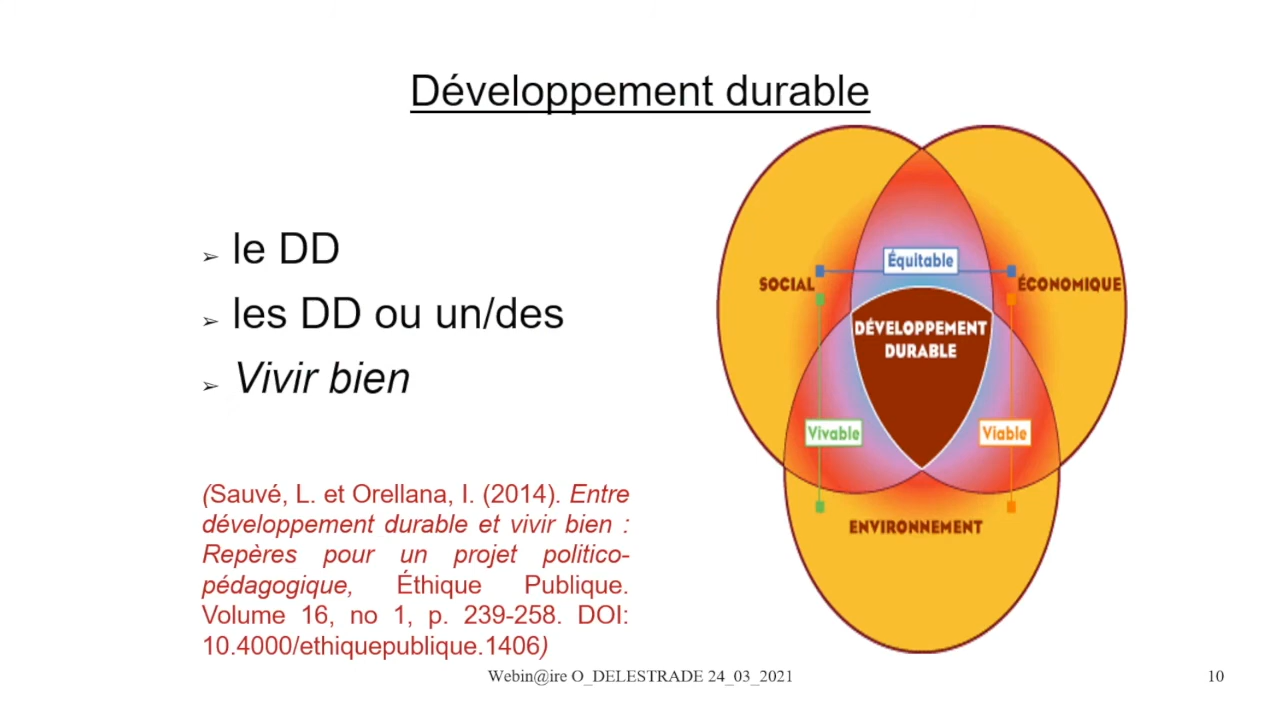 Développement durable
➢ le DD
➢ les DD ou un/des
➢ Vivir bien
(Sauvé, L. et Orellana, I. (2014). Entre
développement durable et vivir bien :
Repères pour un projet politico-
pédagogique, Éthique Publique.
Volume 16, no 1, p. 239-258. DOI:
10.4000/ethiquepublique.1406)
Équitable
SOCIAL
ÉCONOMIQUE
DÉVELOPPEMENT
DURABLE
Vivable
Viable
ENVIRONNEMENT
Webin@ire O_DELESTRADE 24_03_2021
10